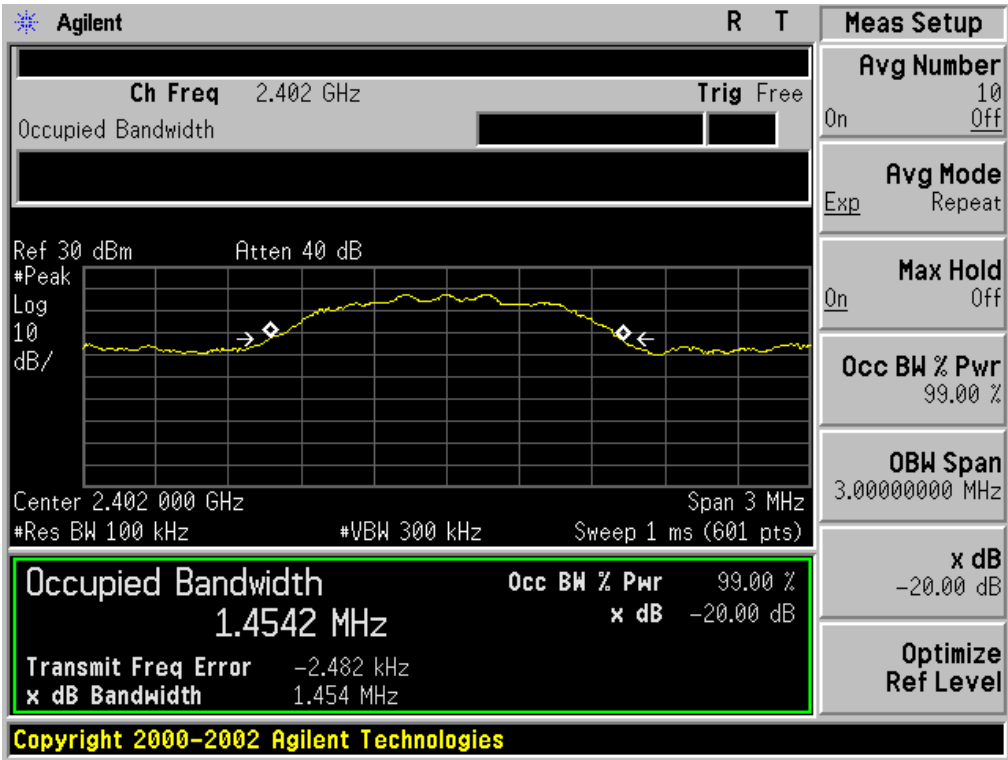 Agilent R T
Ch Freq 2.402 GHz Trig Free
Occupied Bandwidth
Ref 30 dBm Atten 40 dB
#Peak
Log
10
dB/
Center 2.402 000 GHz Span 3 MHz
#Res BW 100 kHz #VBW 300 kHz Sweep 1 ms (601 pts)
Occupied Bandwidth Occ BW % Pwr 99.00 %
1.4542 MHz x dB -20.00 dB
Transmit Freq Error -2.482 kHz
x dB Bandwidth 1.454 MHz
Copyright 2000-2002 Agilent Technologies
Meas Setup
Avg Number
10
On Off
Avg Mode
Exp Repeat
Max Hold
On Off
Occ BW % Pwr
99.00 %
OBW Span
3.00000000 MHz
x dB
-20.00 dB
Optimize
Ref Level